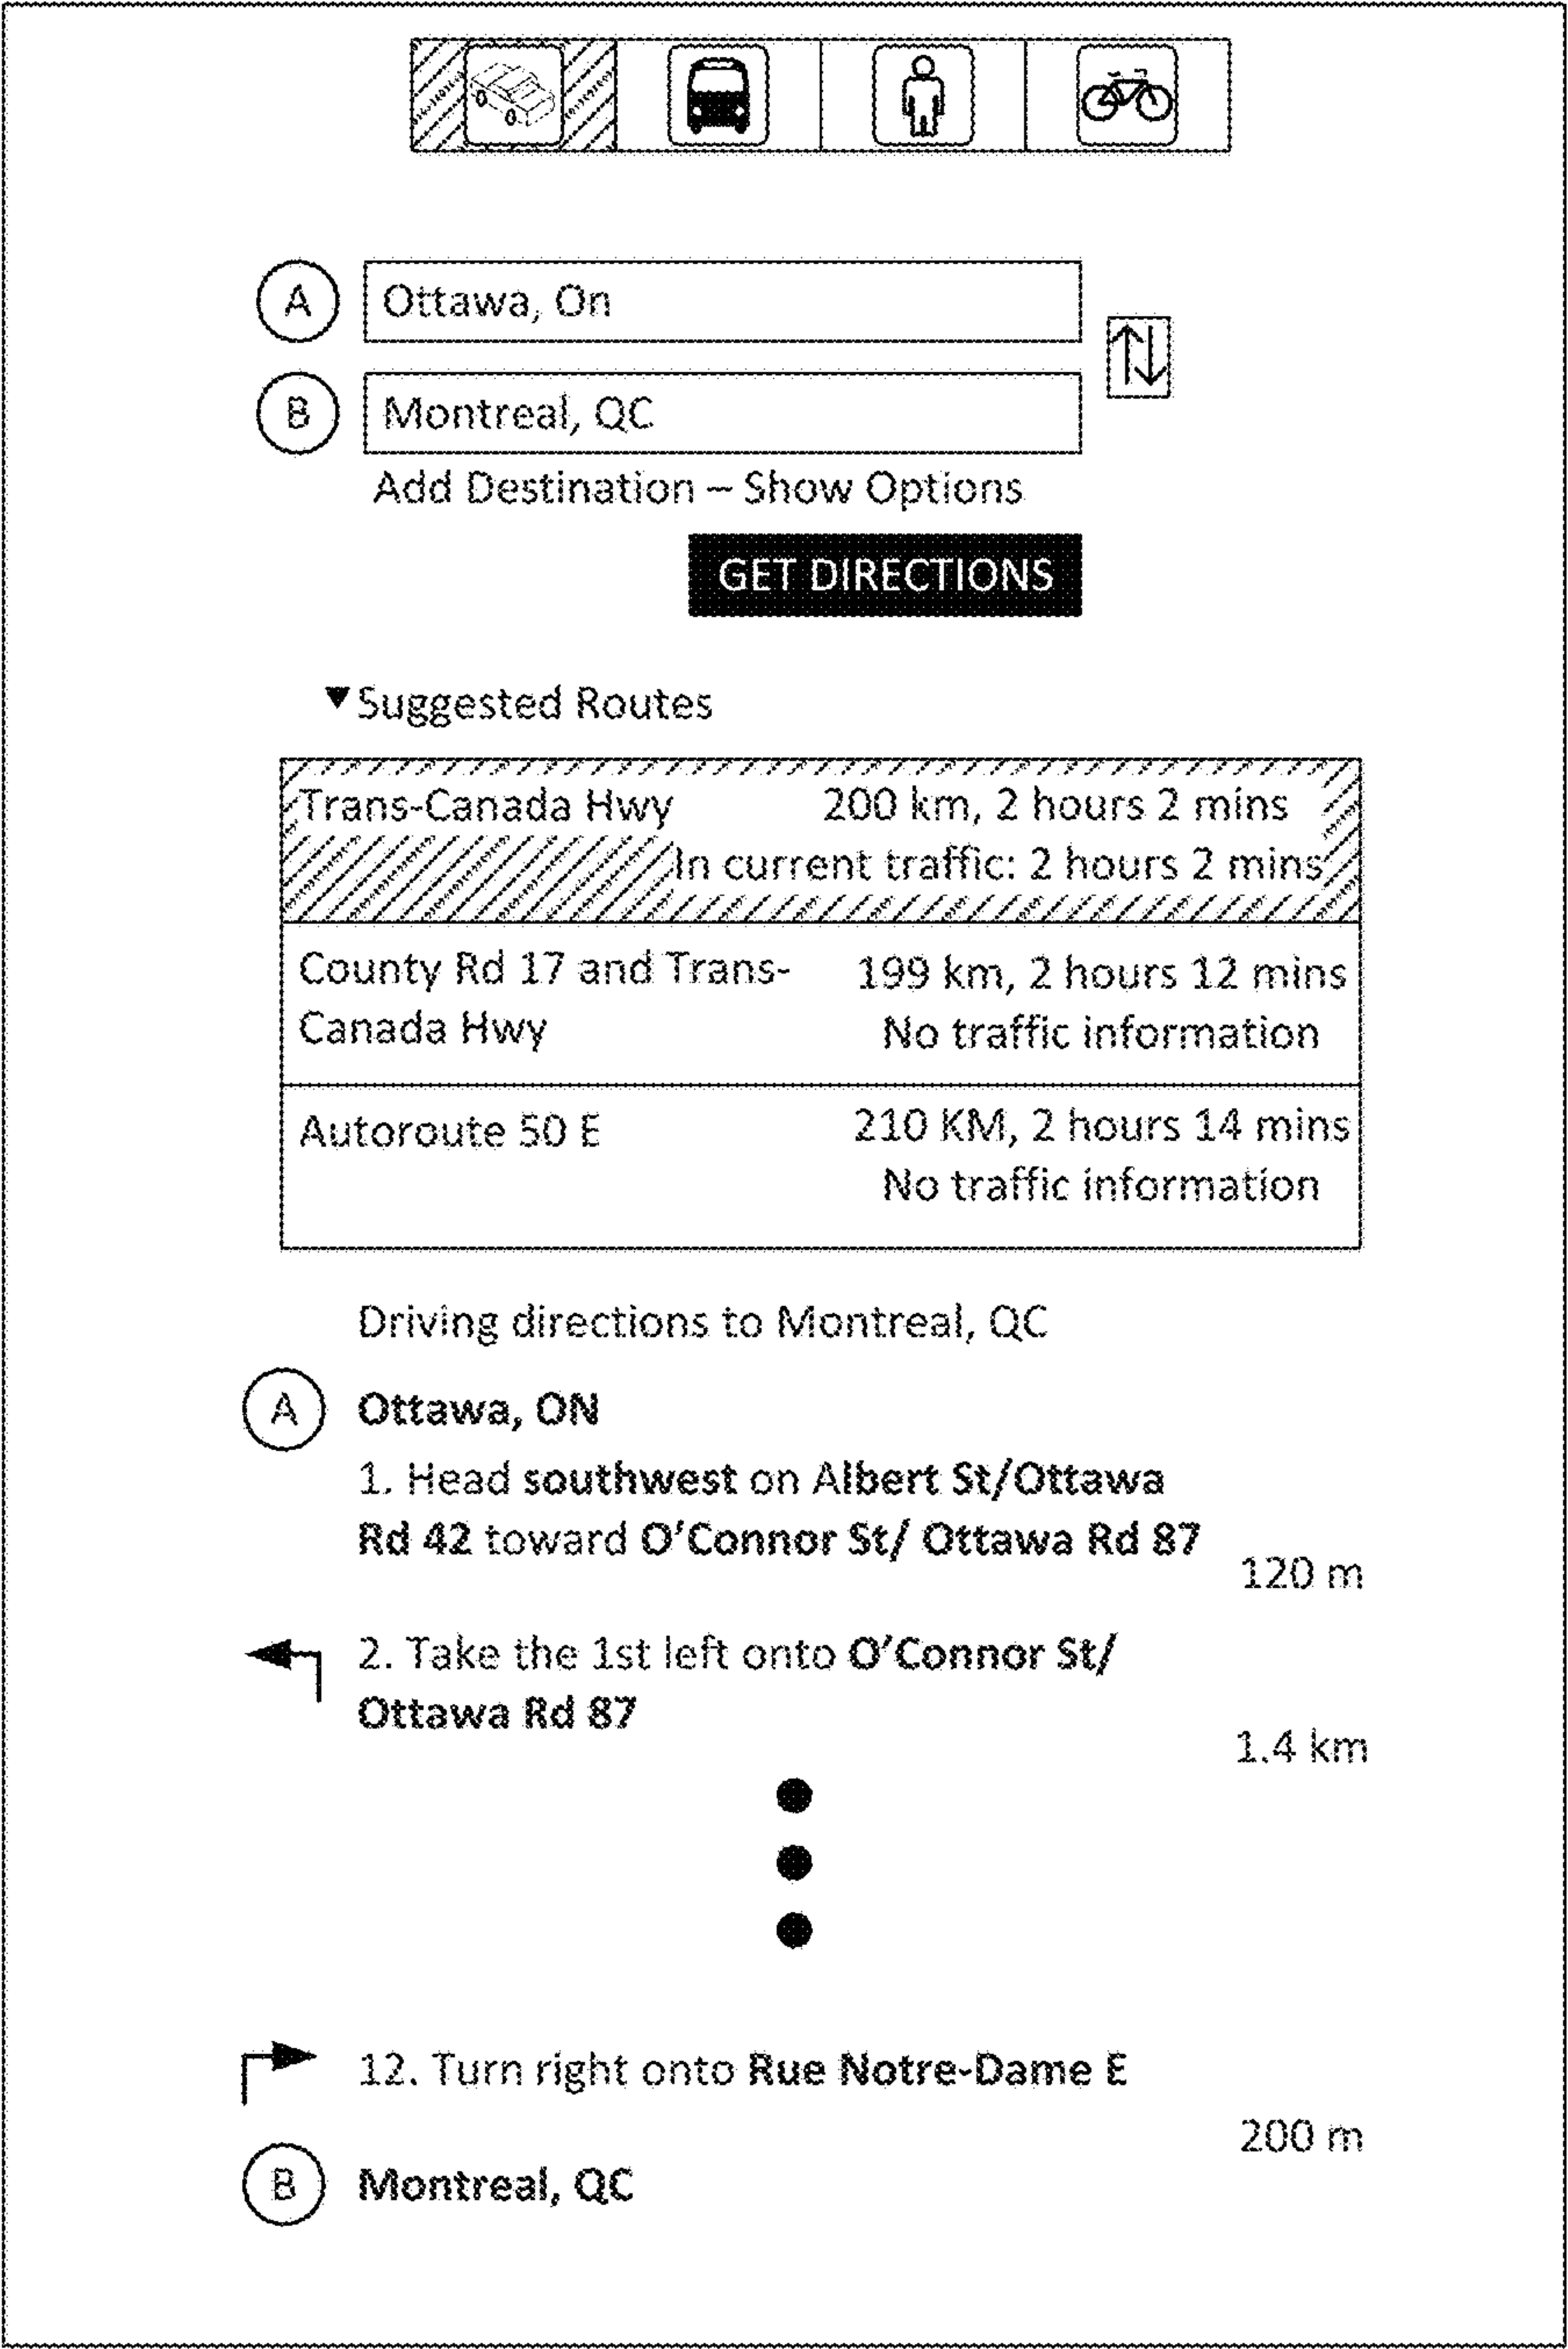 A Ottawa, On
B Montreal, QC
Add Destination – Show Options
GET DIRECTIONS
Suggested Routes
Trans-Canada Hwy 200 km, 2 hours 2 mins
In current traffic: 2 hours 2 mins
County Rd 17 and Trans- 199 km, 2 hours 12 mins
Canada Hwy No traffic information
Autoroute 50 E 210 KM, 2 hours 14 mins
No traffic information
Driving directions to Montreal, QC
A Ottawa, ON
1. Head southwest on Albert St/Ottawa
Rd 42 toward O’Connor St/ Ottawa Rd 87
120 m
2. Take the 1st left onto O’Connor St/
Ottawa Rd 87
1.4 km
12. Turn right onto Rue Notre-Dame E
200 m
B Montreal, QC